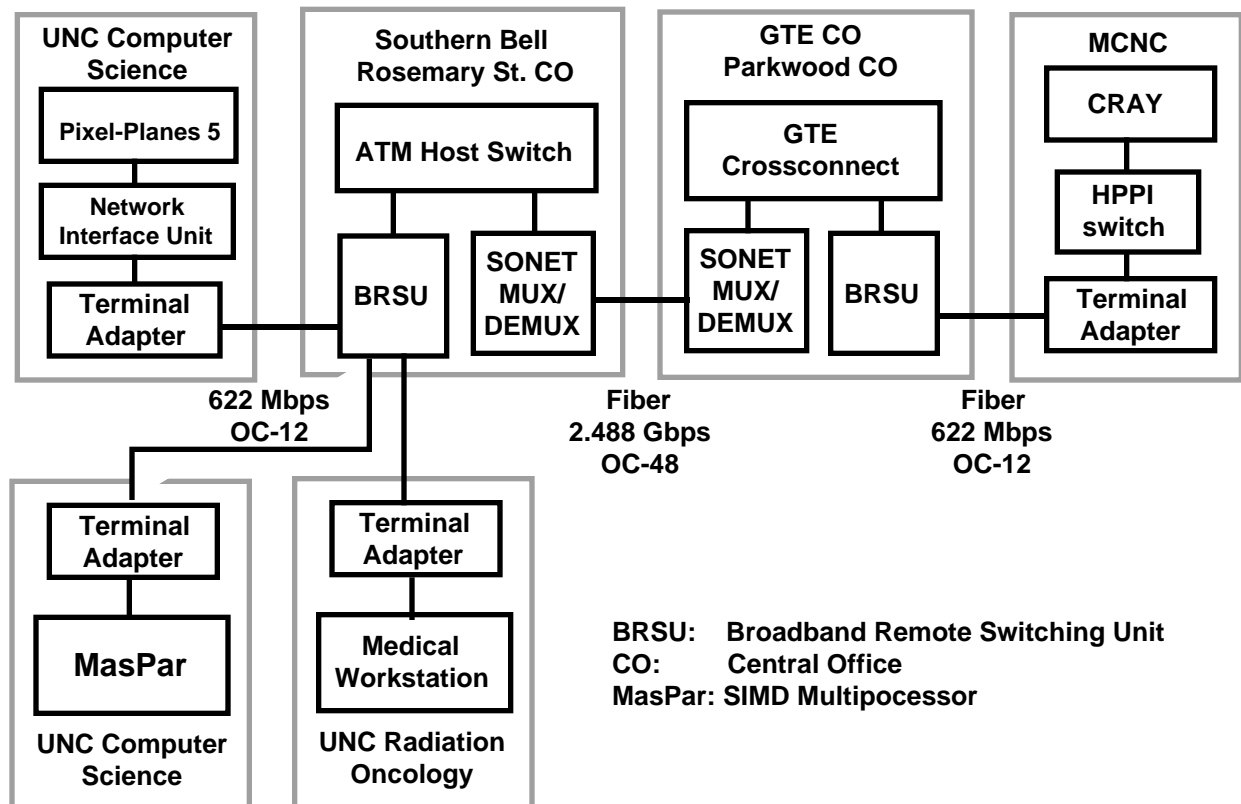 UNC Computer
Science
Pixel-Planes 5
Network
Interface Unit
Terminal
Adapter
Southern Bell
Rosemary St. CO
ATM Host Switch
BRSU
SONET
MUX/
DEMUX
GTE CO
Parkwood CO
GTE
Crossconnect
SONET
MUX/
DEMUX
BRSU
MCNC
CRAY
HPPI
switch
Terminal
Adapter
622 Mbps
OC-12
Fiber
2.488 Gbps
OC-48
Fiber
622 Mbps
OC-12
Terminal
Adapter
MasPar
UNC Computer
Science
Terminal
Adapter
Medical
Workstation
UNC Radiation
Oncology
BRSU: Broadband Remote Switching Unit
CO: Central Office
MasPar: SIMD Multipocessor